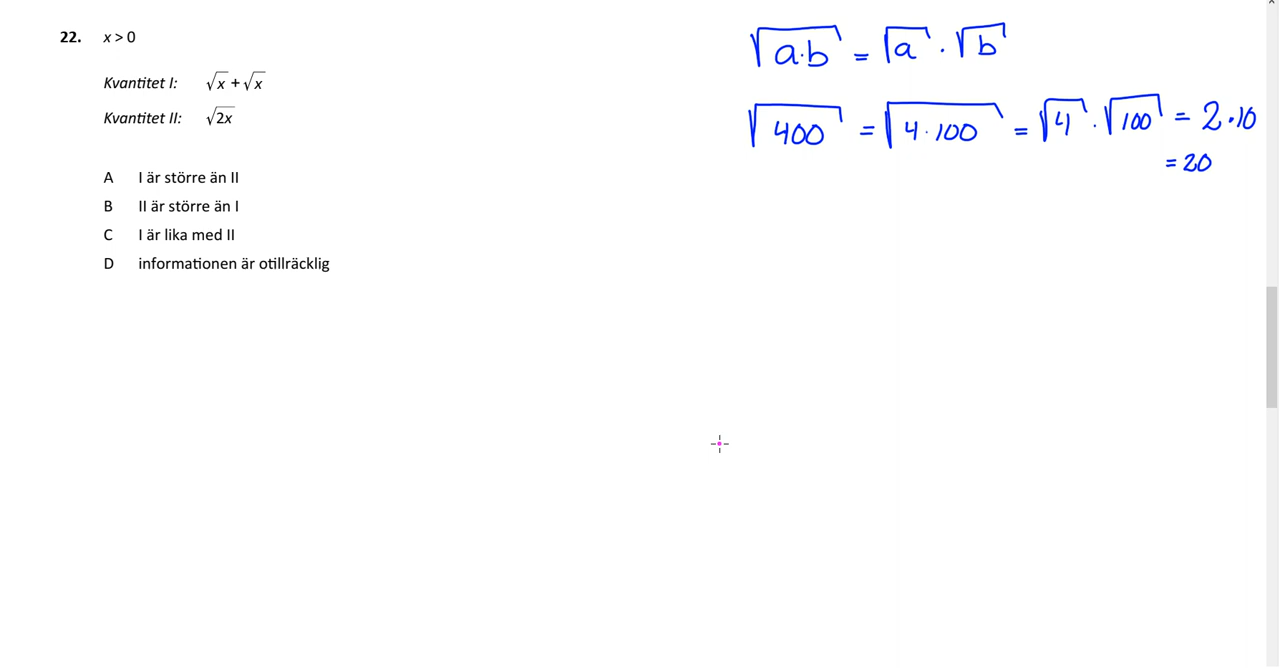 22. x > 0
Kvantitet I: √x + √x
Kvantitet II: √2x
A I är större än II
B II är större än I
C I är lika med II
D informationen är otillräcklig
√a·b = √a · √b
√400 = √4·100 = √4 · √100 = 2·10
= 20